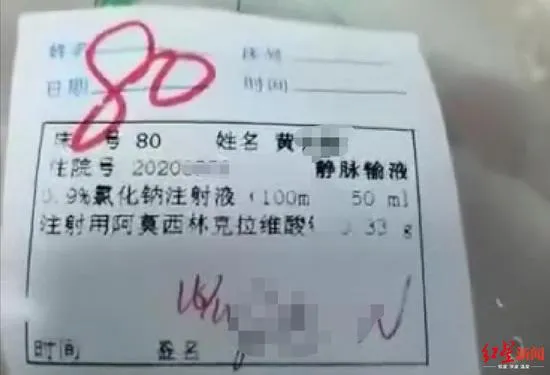 姓名 床号
日期 时间
80
床 号 80 姓名 黄
住院号 2020 静脉输液
0.9%氯化钠注射液（100m 50 ml
注射用阿莫西林克拉维酸 0.33 g
时间 签名
红星新闻